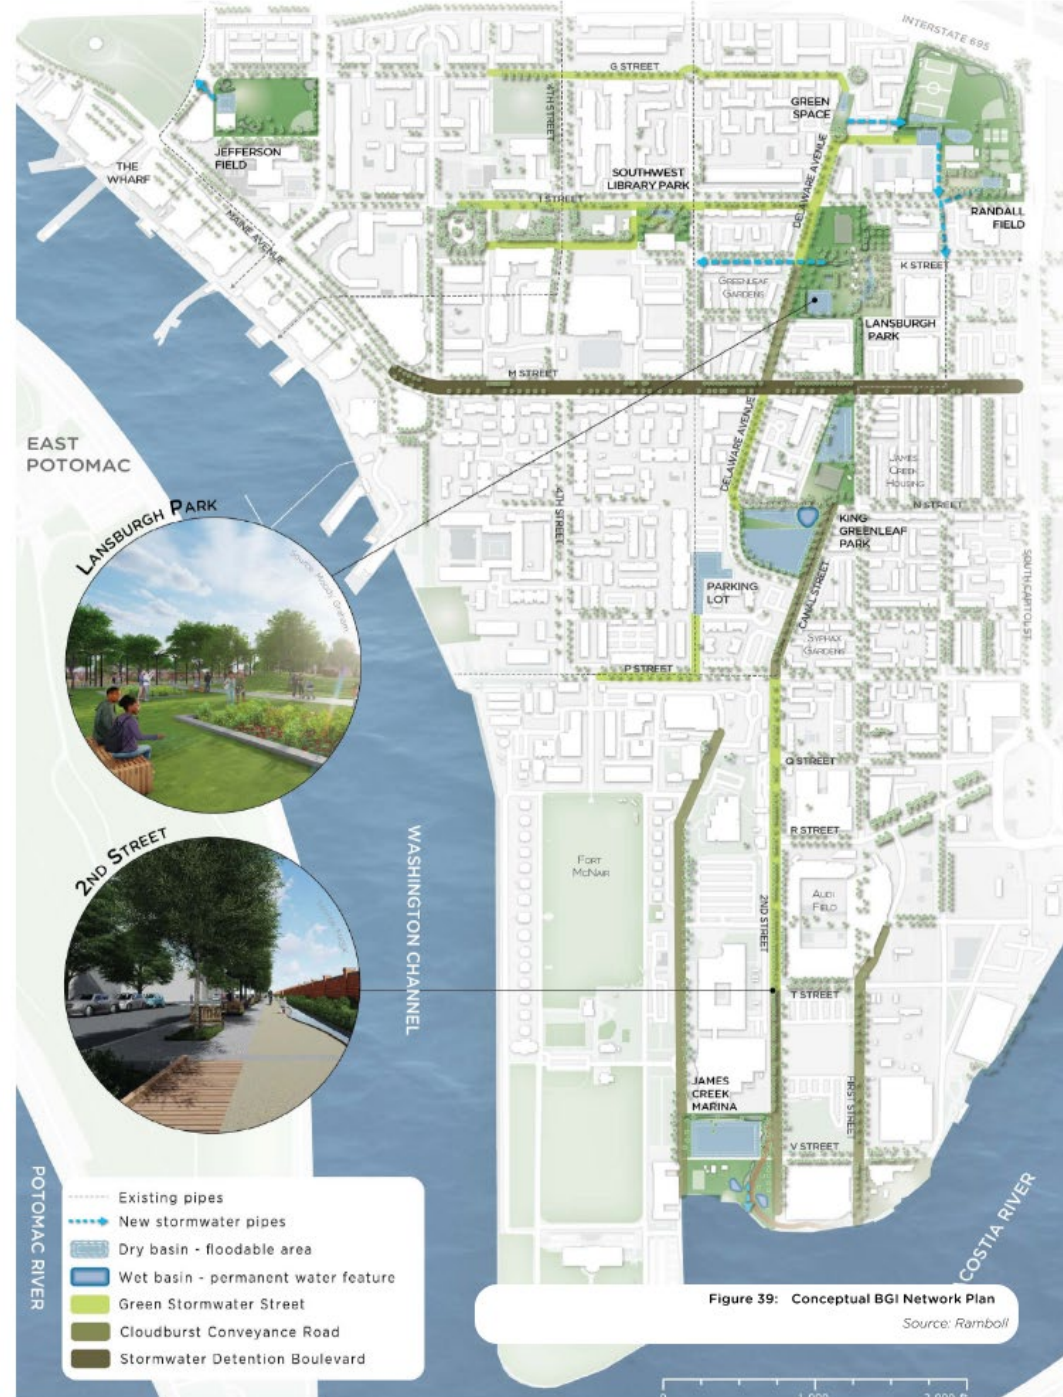 INTERSTATE 695
G STREET
4TH STREET
GREEN
SPACE
JEFFERSON
FIELD
THE
WHARF
MAINE AVENUE
SOUTHWEST
LIBRARY PARK
I STREET
DELAWARE AVENUE
RANDALL
FIELD
K STREET
GREENLEAF
GARDENS
LANSBURGH
PARK
M STREET
DELAWARE AVENUE
EAST
POTOMAC
JAMES
CREEK
HOUSING
4TH STREET
N STREET
KING
GREENLEAF
PARK
LANSBURGH PARK
Source: Moody Graham
PARKING
LOT
CANAL STREET
SOUTH CAPITOL ST
SYPHAX
GARDENS
P STREET
Q STREET
R STREET
2ND STREET
WASHINGTON CHANNEL
FORT
MCNAIR
AUDI
FIELD
2ND STREET
T STREET
JAMES
CREEK
MARINA
FIRST STREET
V STREET
POTOMAC RIVER
ACOSTIA RIVER
Existing pipes
New stormwater pipes
Dry basin - floodable area
Wet basin - permanent water feature
Green Stormwater Street
Cloudburst Conveyance Road
Stormwater Detention Boulevard
Figure 39: Conceptual BGI Network Plan
Source: Ramboll